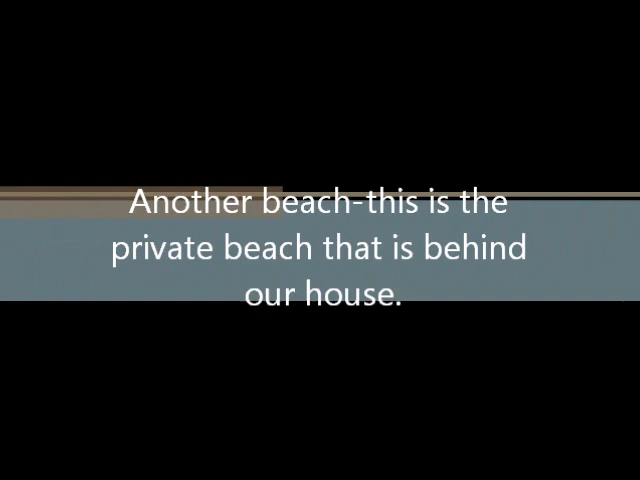 Another beach-this is the
private beach that is behind
our house.